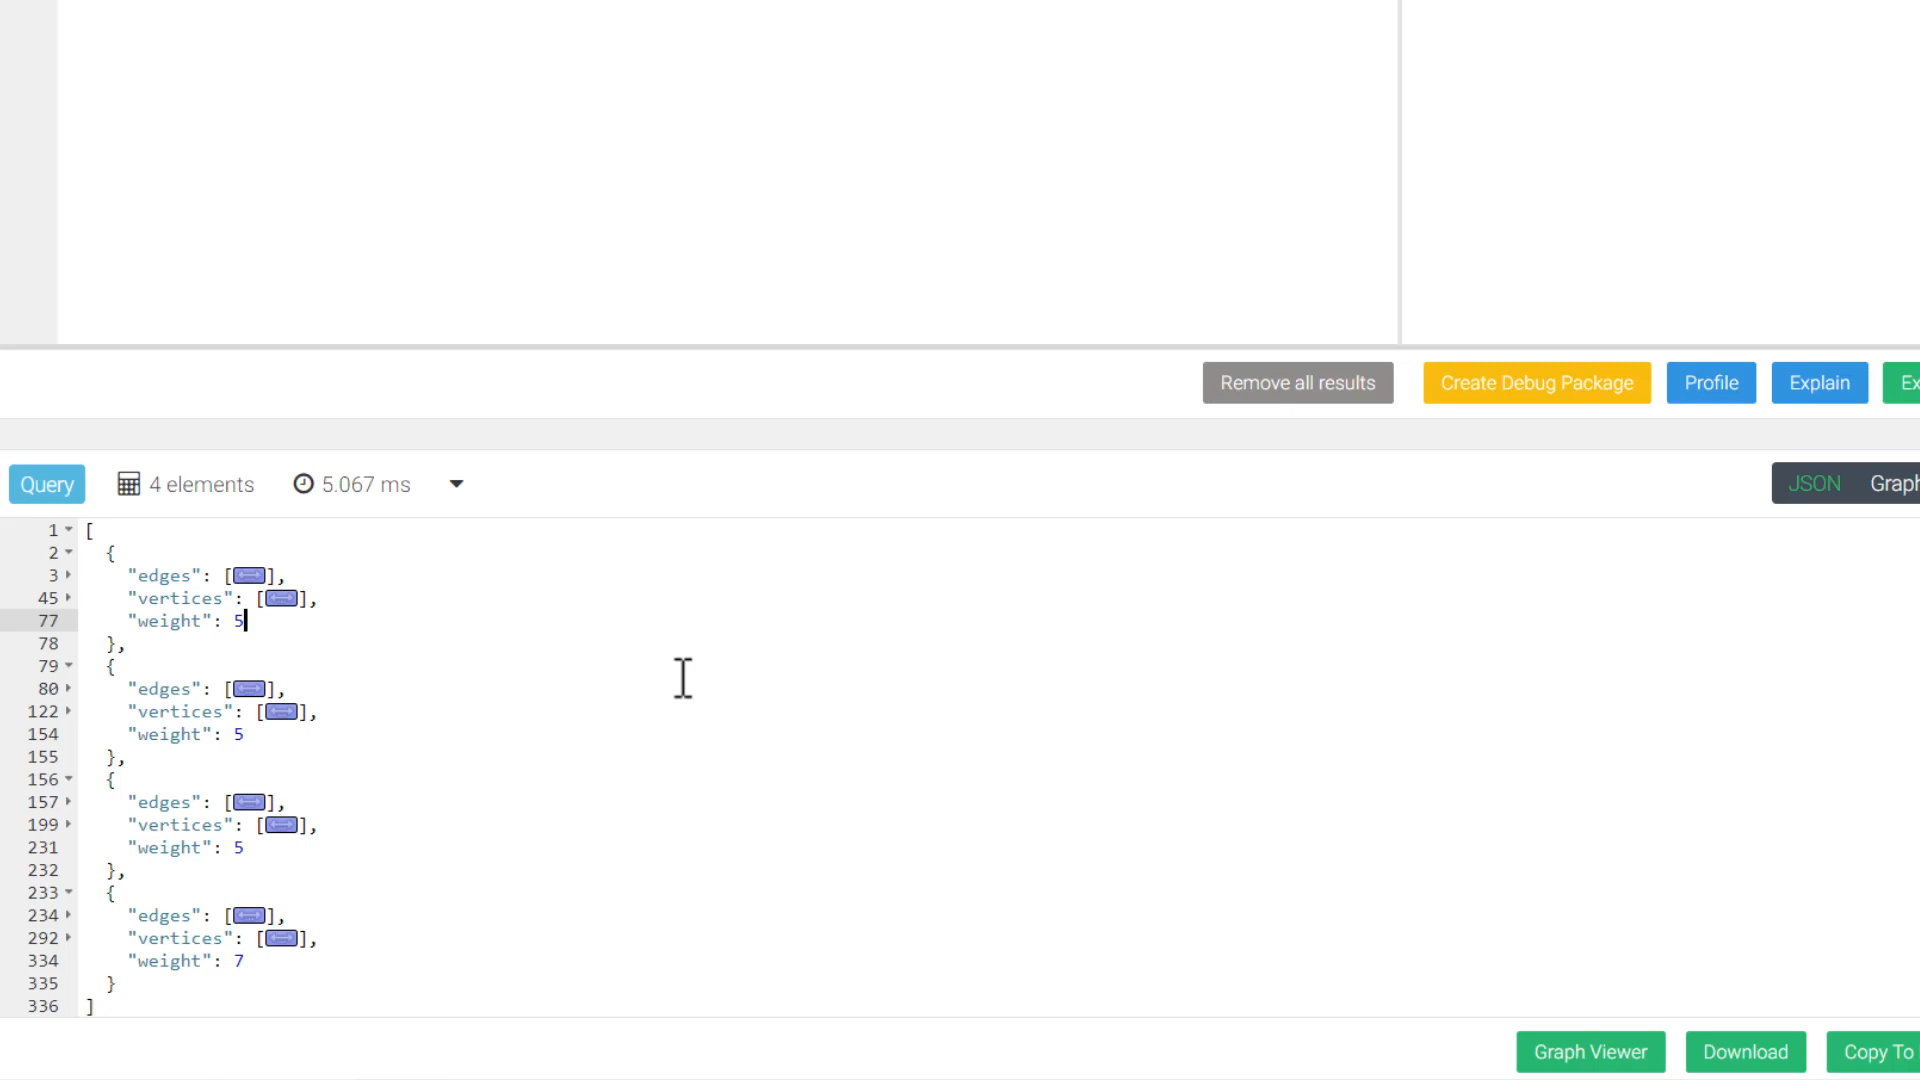 Remove all results Create Debug Package Profile Explain Ex
Query 4 elements 5.067 ms JSON Graph
1 [
2 {
3 "edges": [],
45 "vertices": [],
77 "weight": 5
78 },
79 {
80 "edges": [],
122 "vertices": [],
154 "weight": 5
155 },
156 {
157 "edges": [],
199 "vertices": [],
231 "weight": 5
232 },
233 {
234 "edges": [],
292 "vertices": [],
334 "weight": 7
335 }
336 ]
Graph Viewer Download Copy To